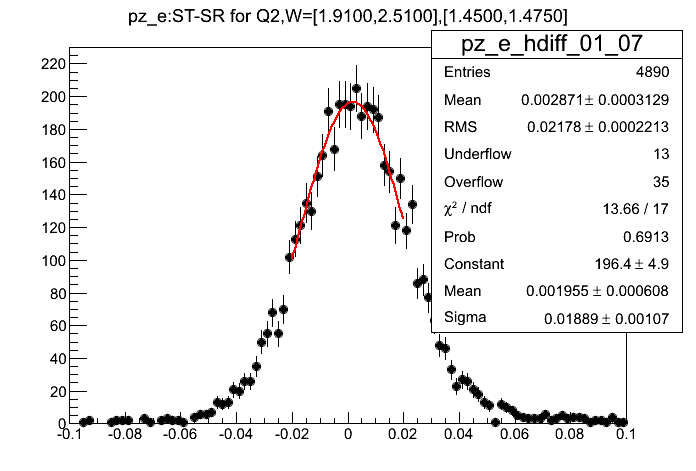 pz_e:ST-SR for Q2,W=[1.9100,2.5100],[1.4500,1.4750]
pz_e_hdiff_01_07
Entries 4890
Mean 0.002871± 0.0003129
RMS 0.02178 ± 0.0002213
Underflow 13
Overflow 35
χ² / ndf 13.66 / 17
Prob 0.6913
Constant 196.4 ± 4.9
Mean 0.001955 ± 0.000608
Sigma 0.01889 ± 0.00107
220
200
180
160
140
120
100
80
60
40
20
0
-0.1 -0.08 -0.06 -0.04 -0.02 0 0.02 0.04 0.06 0.08 0.1